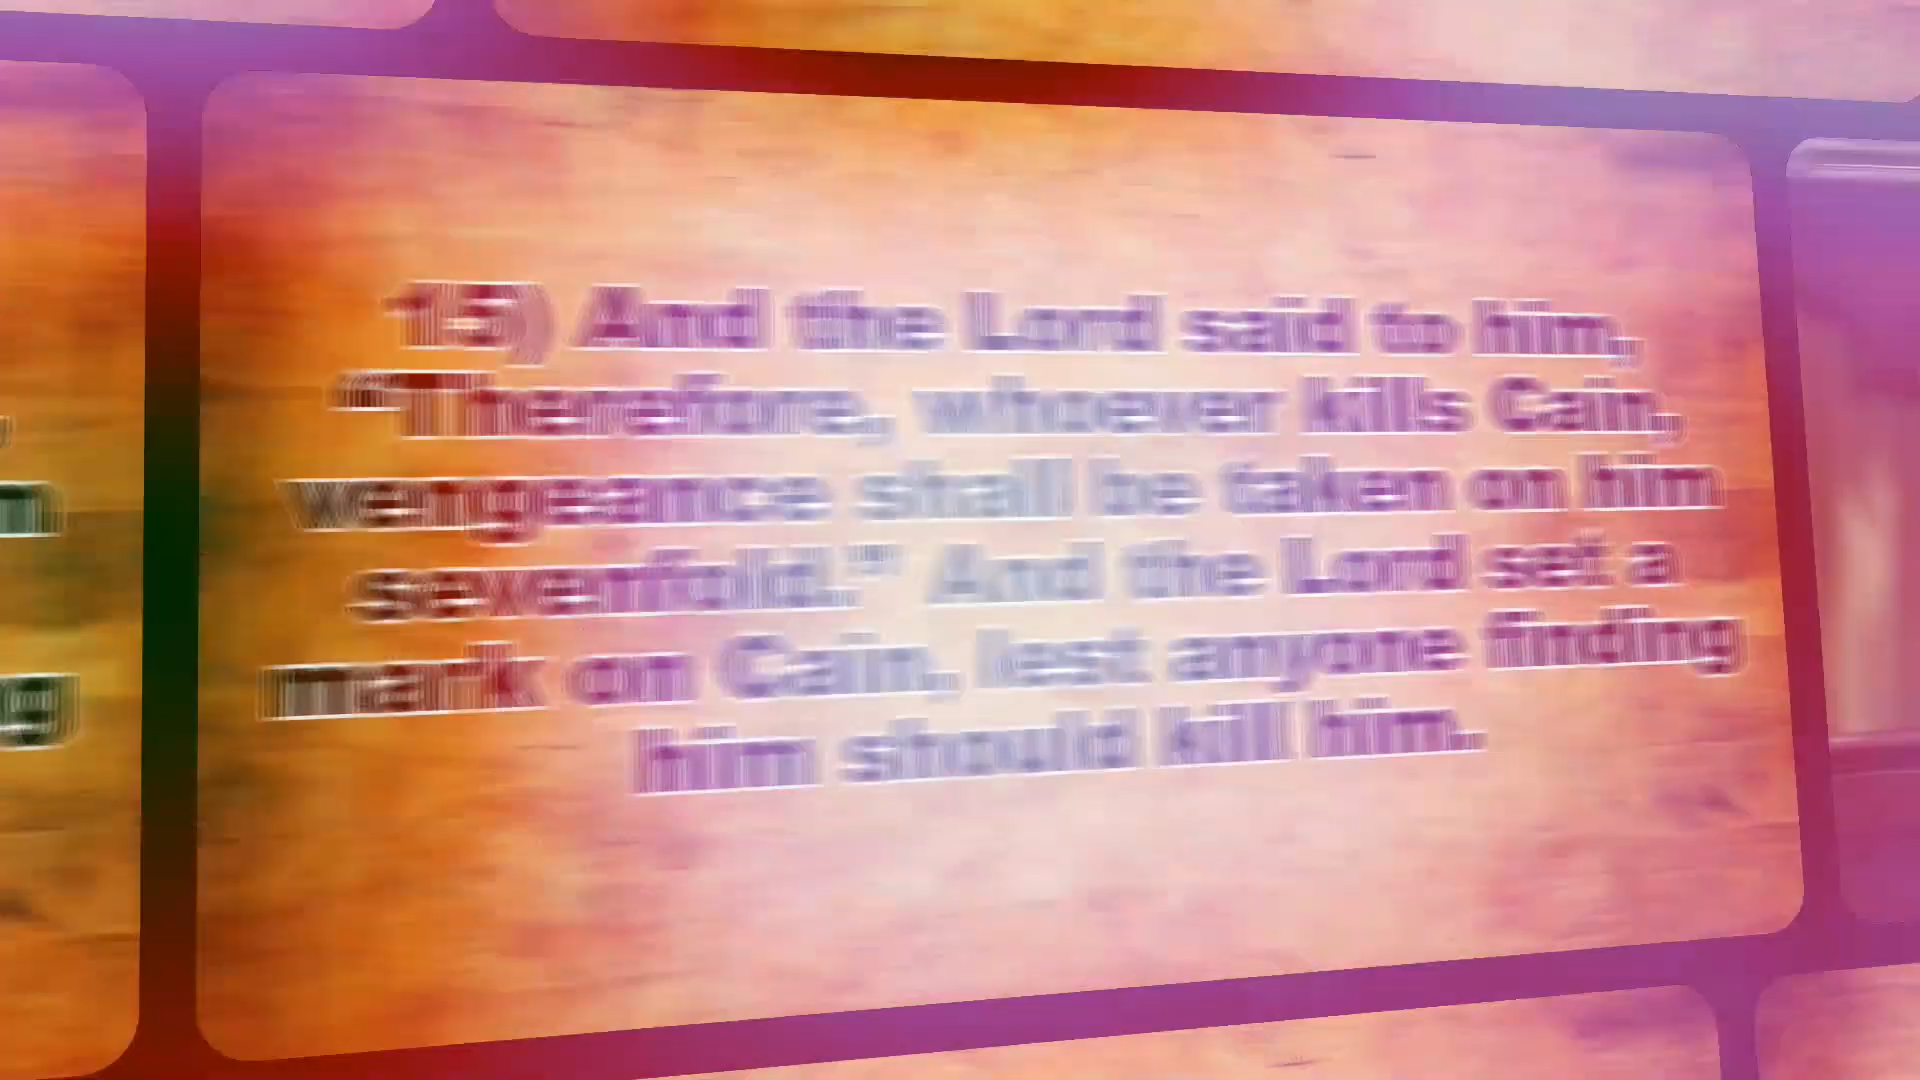 15) And the Lord said to him,
“Therefore, whoever kills Cain,
vengeance shall be taken on him
sevenfold.” And the Lord set a
mark on Cain, lest anyone finding
him should kill him.